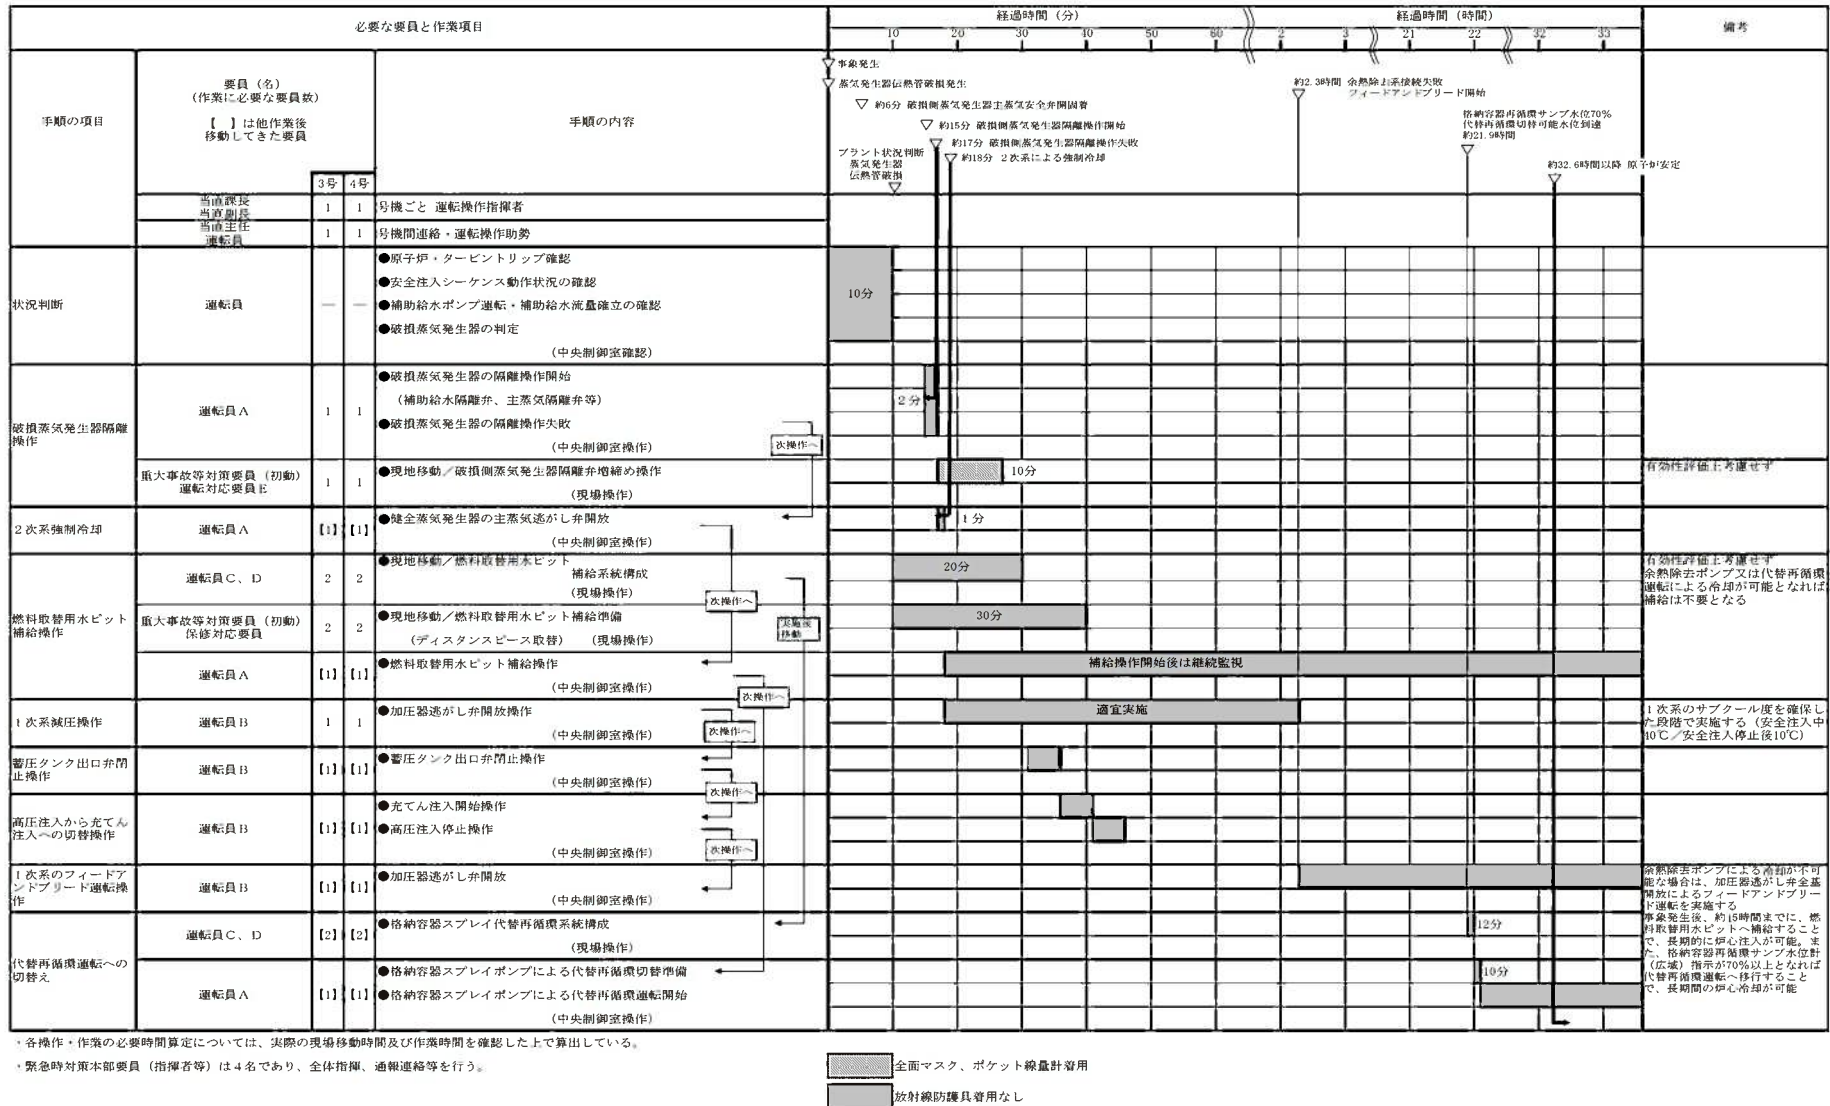 必要な要員と作業項目
経過時間（分）
経過時間（時間）
備考
10
20
30
40
50
60
2
3
21
22
32
33
手順の項目
要員（名）
（作業に必要な要員数）
【　】は他作業後
移動してきた要員
手順の内容
3号
4号
▽事象発生
▽蒸気発生器伝熱管破損発生
▽約6分 破損側蒸気発生器主蒸気安全弁開固着
▽約15分 破損側蒸気発生器隔離操作開始
▽約17分 破損側蒸気発生器隔離操作失敗
▽約18分 2次系による強制冷却
プラント状況判断
蒸気発生器
伝熱管破損
▽
約2.3時間 余熱除去系接続失敗
フィードアンドブリード開始
▽
格納容器再循環サンプ水位70%
代替再循環切替可能水位到達
約21.9時間
▽
約32.6時間以降 原子炉安定
▽
当直課長
当直副長
1
1
号機ごと 運転操作指揮者
当直主任
運転員
1
1
号機間連絡・運転操作助勢
状況判断
運転員
―
―
●原子炉・タービントリップ確認
●安全注入シーケンス動作状況の確認
●補助給水ポンプ運転・補助給水流量確立の確認
●破損蒸気発生器の判定
（中央制御室確認）
10分
破損蒸気発生器隔離
操作
運転員A
1
1
●破損蒸気発生器の隔離操作開始
（補助給水隔離弁、主蒸気隔離弁等）
●破損蒸気発生器の隔離操作失敗
（中央制御室操作）
次操作へ
2分
重大事故等対策要員（初動）
運転対応要員E
1
1
●現地移動／破損側蒸気発生器隔離弁増締め操作
（現場操作）
10分
有効性評価上考慮せず
2次系強制冷却
運転員A
【1】
【1】
●健全蒸気発生器の主蒸気逃がし弁開放
（中央制御室操作）
1分
燃料取替用水ピット
補給操作
運転員C、D
2
2
●現地移動／燃料取替用水ピット
補給系統構成
（現場操作）
次操作へ
20分
有効性評価上考慮せず
余熱除去ポンプ又は代替再循環
運転による冷却が可能となれば
補給は不要となる
重大事故等対策要員（初動）
保修対応要員
2
2
●現地移動／燃料取替用水ピット補給準備
（ディスタンスピース取替）　（現場操作）
実施後
移動
30分
運転員A
【1】
【1】
●燃料取替用水ピット補給操作
（中央制御室操作）
次操作へ
補給操作開始後は継続監視
1次系減圧操作
運転員B
1
1
●加圧器逃がし弁開放操作
（中央制御室操作）
次操作へ
適宜実施
1次系のサブクール度を確保し
た段階で実施する（安全注入中
40℃／安全注入停止後10℃）
蓄圧タンク出口弁閉
止操作
運転員B
【1】
【1】
●蓄圧タンク出口弁閉止操作
（中央制御室操作）
次操作へ
高圧注入から充てん
注入への切替操作
運転員B
【1】
【1】
●充てん注入開始操作
●高圧注入停止操作
（中央制御室操作）
次操作へ
1次系のフィードア
ンドブリード運転操
作
運転員B
【1】
【1】
●加圧器逃がし弁開放
（中央制御室操作）
余熱除去ポンプによる冷却が不可
能な場合は、加圧器逃がし弁全基
開放によるフィードアンドブリー
ド運転を実施する
事象発生後、約15時間までに、燃
料取替用水ピットへ補給すること
で、長期的に炉心注入が可能。ま
た、格納容器再循環サンプ水位計
（広域）指示が70%以上となれば
代替再循環運転へ移行すること
で、長期間の炉心冷却が可能
代替再循環運転への
切替え
運転員C、D
【2】
【2】
●格納容器スプレイ代替再循環系統構成
（現場操作）
12分
運転員A
【1】
【1】
●格納容器スプレイポンプによる代替再循環切替準備
●格納容器スプレイポンプによる代替再循環運転開始
（中央制御室操作）
10分
・各操作・作業の必要時間算定については、実際の現場移動時間及び作業時間を確認した上で算出している。
・緊急時対策本部要員（指揮者等）は4名であり、全体指揮、通報連絡等を行う。
全面マスク、ポケット線量計着用
放射線防護具着用なし